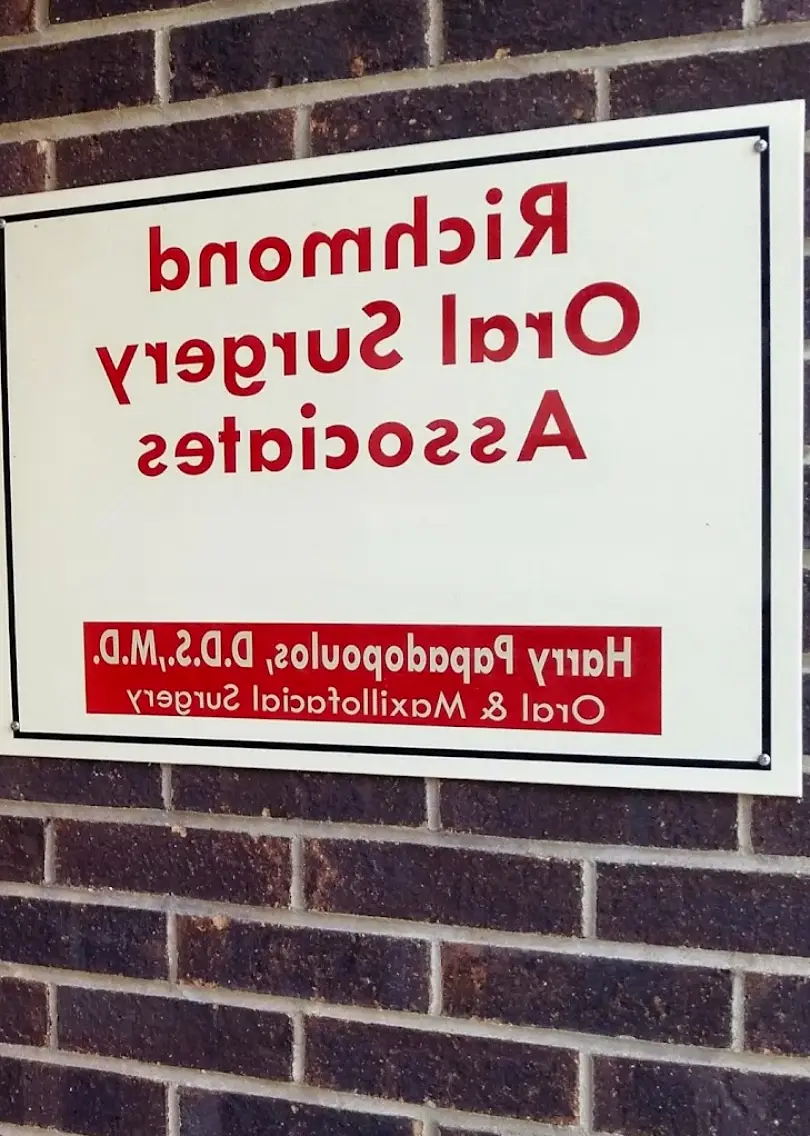 Richmond
Oral Surgery
Associates
Harry Papadopoulos, D.D.S.,M.D.
Oral & Maxillofacial Surgery